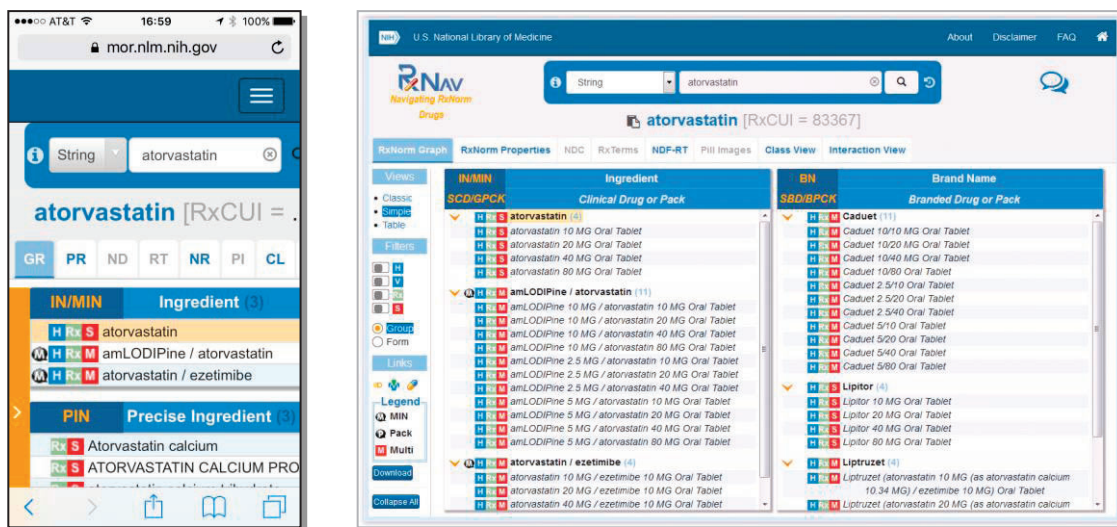 AT&T 16:59 100%
mor.nlm.nih.gov
String atorvastatin
atorvastatin [RxCUI = ...
GR PR ND RT NR PI CL
IN/MIN Ingredient (3)
H Rx S atorvastatin
M H Rx M amLODIPine / atorvastatin
M H Rx M atorvastatin / ezetimibe
PIN Precise Ingredient (3)
Rx S Atorvastatin calcium
Rx S ATORVASTATIN CALCIUM PRO
NIH U.S. National Library of Medicine About Disclaimer FAQ
RxNav
Navigating RxNorm
Drugs
String atorvastatin
atorvastatin [RxCUI = 83367]
RxNorm Graph RxNorm Properties NDC RxTerms NDF-RT Pill Images Class View Interaction View
Views
Classic
Simple
Table
Filters
H
V
Rx
S
Group
Form
Links
Legend
M MIN
P Pack
M Multi
Download
Collapse All
IN/MIN Ingredient
SCD/GPCK Clinical Drug or Pack
H Rx S atorvastatin (4)
H Rx S atorvastatin 10 MG Oral Tablet
H Rx S atorvastatin 20 MG Oral Tablet
H Rx S atorvastatin 40 MG Oral Tablet
H Rx S atorvastatin 80 MG Oral Tablet
M H Rx M amLODIPine / atorvastatin (11)
H Rx M amLODIPine 10 MG / atorvastatin 10 MG Oral Tablet
H Rx M amLODIPine 10 MG / atorvastatin 20 MG Oral Tablet
H Rx M amLODIPine 10 MG / atorvastatin 40 MG Oral Tablet
H Rx M amLODIPine 10 MG / atorvastatin 80 MG Oral Tablet
H Rx M amLODIPine 2.5 MG / atorvastatin 10 MG Oral Tablet
H Rx M amLODIPine 2.5 MG / atorvastatin 20 MG Oral Tablet
H Rx M amLODIPine 2.5 MG / atorvastatin 40 MG Oral Tablet
H Rx M amLODIPine 5 MG / atorvastatin 10 MG Oral Tablet
H Rx M amLODIPine 5 MG / atorvastatin 20 MG Oral Tablet
H Rx M amLODIPine 5 MG / atorvastatin 40 MG Oral Tablet
H Rx M amLODIPine 5 MG / atorvastatin 80 MG Oral Tablet
M H Rx M atorvastatin / ezetimibe (4)
H Rx M atorvastatin 10 MG / ezetimibe 10 MG Oral Tablet
H Rx M atorvastatin 20 MG / ezetimibe 10 MG Oral Tablet
H Rx M atorvastatin 40 MG / ezetimibe 10 MG Oral Tablet
BN Brand Name
SBD/BPCK Branded Drug or Pack
H Rx M Caduet (11)
H Rx M Caduet 10/10 MG Oral Tablet
H Rx M Caduet 10/20 MG Oral Tablet
H Rx M Caduet 10/40 MG Oral Tablet
H Rx M Caduet 10/80 Oral Tablet
H Rx M Caduet 2.5/10 Oral Tablet
H Rx M Caduet 2.5/20 Oral Tablet
H Rx M Caduet 2.5/40 Oral Tablet
H Rx M Caduet 5/10 Oral Tablet
H Rx M Caduet 5/20 Oral Tablet
H Rx M Caduet 5/40 Oral Tablet
H Rx M Caduet 5/80 Oral Tablet
H Rx S Lipitor (4)
H Rx S Lipitor 10 MG Oral Tablet
H Rx S Lipitor 20 MG Oral Tablet
H Rx S Lipitor 40 MG Oral Tablet
H Rx S Lipitor 80 MG Oral Tablet
H Rx M Liptruzet (4)
H Rx M Liptruzet (atorvastatin 10 MG (as atorvastatin calcium
10.34 MG) / ezetimibe 10 MG) Oral Tablet
H Rx M Liptruzet (atorvastatin 20 MG (as atorvastatin calcium